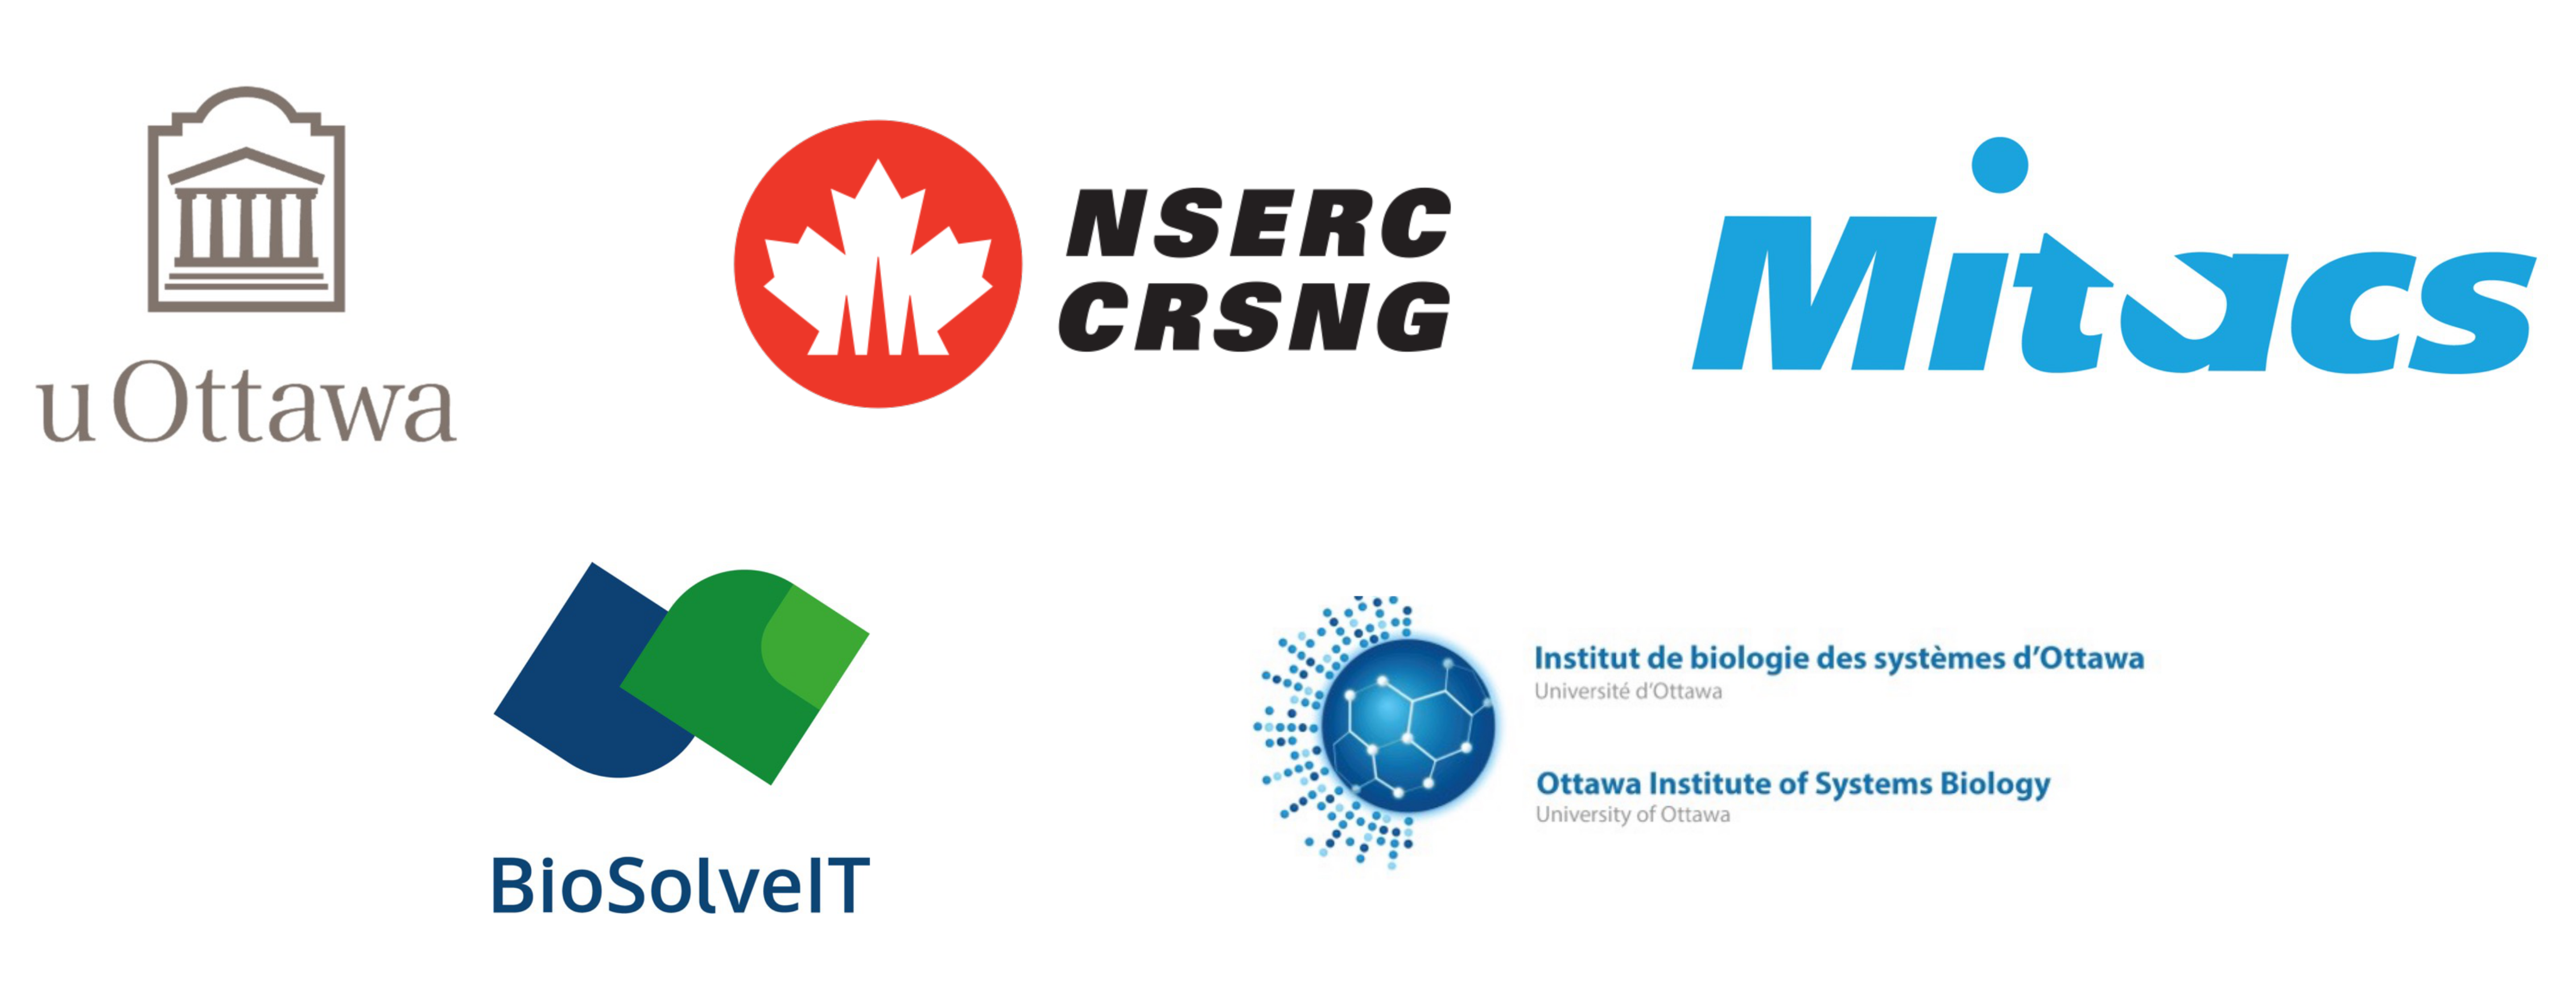 uOttawa
NSERC
CRSNG
Mitacs
BioSolveIT
Institut de biologie des systèmes d'Ottawa
Université d'Ottawa
Ottawa Institute of Systems Biology
University of Ottawa